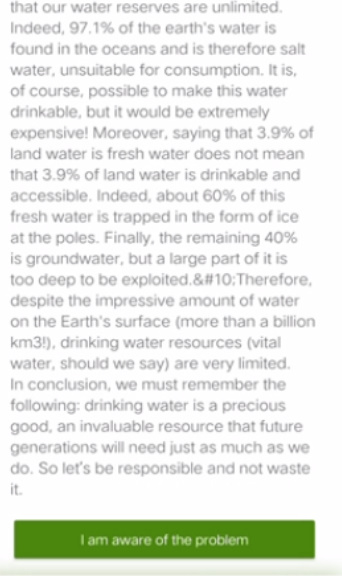 that our water reserves are unlimited.
Indeed, 97.1% of the earth's water is
found in the oceans and is therefore salt
water, unsuitable for consumption. It is,
of course, possible to make this water
drinkable, but it would be extremely
expensive! Moreover, saying that 3.9% of
land water is fresh water does not mean
that 3.9% of land water is drinkable and
accessible. Indeed, about 60% of this
fresh water is trapped in the form of ice
at the poles. Finally, the remaining 40%
is groundwater, but a large part of it is
too deep to be exploited.&#10;Therefore,
despite the impressive amount of water
on the Earth's surface (more than a billion
km3!), drinking water resources (vital
water, should we say) are very limited.
In conclusion, we must remember the
following: drinking water is a precious
good, an invaluable resource that future
generations will need just as much as we
do. So let's be responsible and not waste
it.
I am aware of the problem